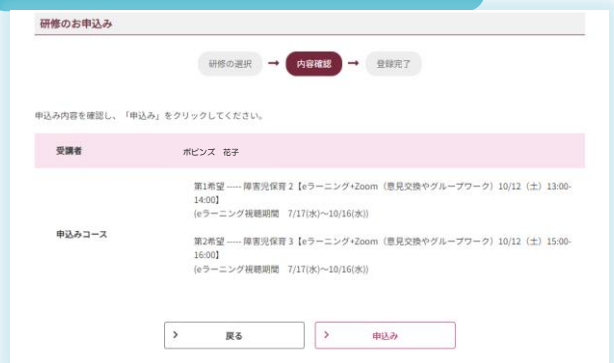 研修のお申込み
研修の選択 → 内容確認 → 登録完了
申込み内容を確認し、「申込み」をクリックしてください。
受講者 ボビンズ 花子
第1希望 ----- 障害児保育 2【eラーニング+Zoom（意見交換やグループワーク）10/12（土）13:00-
14:00】
(eラーニング視聴期間 7/17(水)～10/16(水))
申込みコース
第2希望 ----- 障害児保育 3【eラーニング+Zoom（意見交換やグループワーク）10/12（土）15:00-
16:00】
(eラーニング視聴期間 7/17(水)～10/16(水))
> 戻る > 申込み